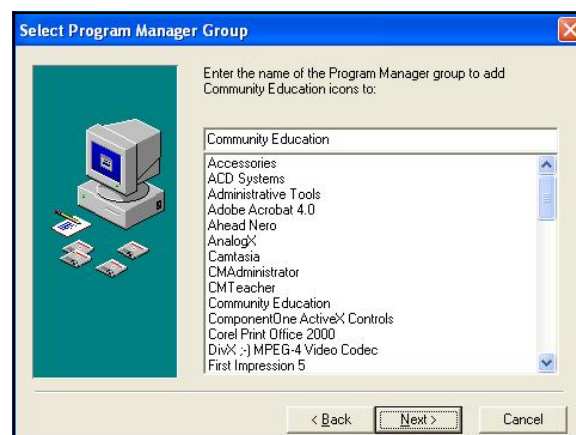 Select Program Manager Group
Enter the name of the Program Manager group to add
Community Education icons to:
Community Education
Accessories
ACD Systems
Administrative Tools
Adobe Acrobat 4.0
Ahead Nero
AnalogX
Camtasia
CMAdministrator
CMTeacher
Community Education
ComponentOne ActiveX Controls
Corel Print Office 2000
DivX ;-) MPEG-4 Video Codec
First Impression 5
< Back
Next >
Cancel